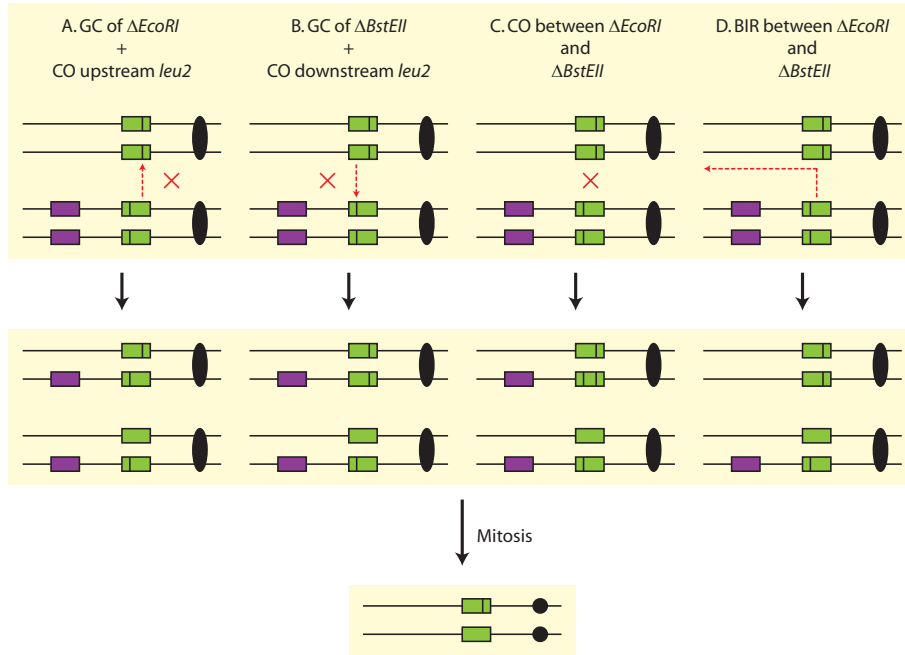 A. GC of ΔEcoRI
+
CO upstream leu2
B. GC of ΔBstEII
+
CO downstream leu2
C. CO between ΔEcoRI
and
ΔBstEII
D. BIR between ΔEcoRI
and
ΔBstEII
Mitosis